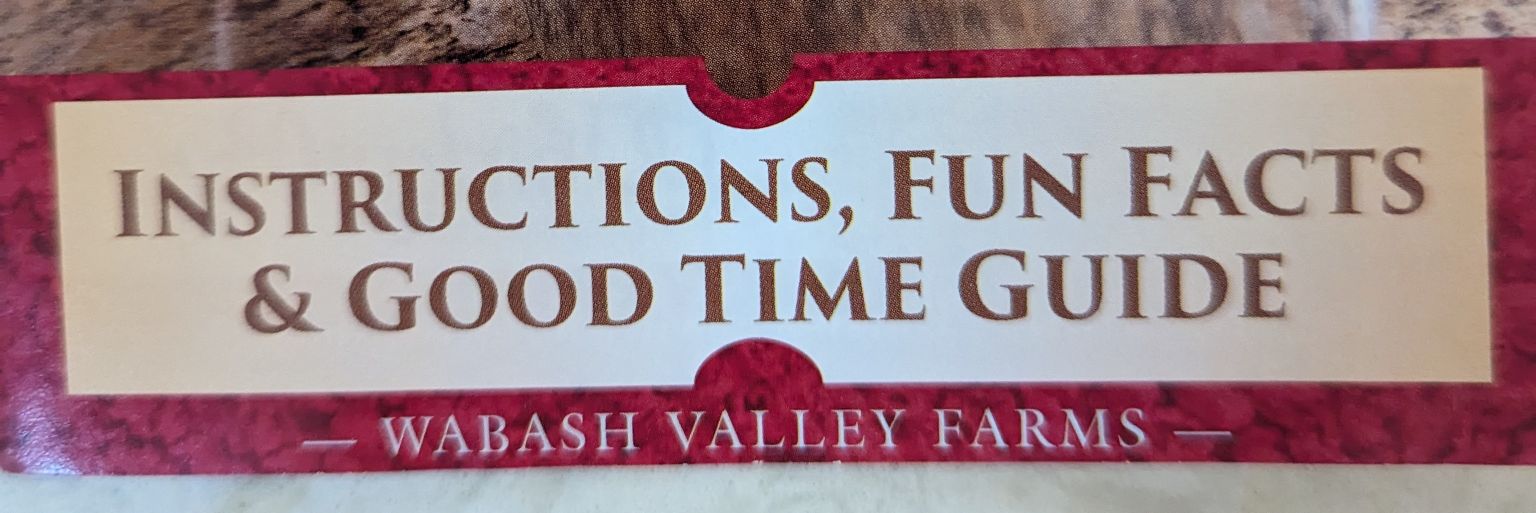 INSTRUCTIONS, FUN FACTS
& GOOD TIME GUIDE
— WABASH VALLEY FARMS —